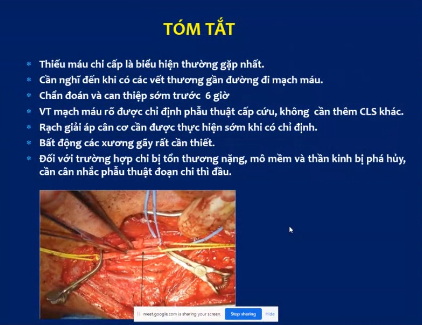 TÓM TẮT
Thiếu máu chi cấp là biểu hiện thường gặp nhất.
Cần nghĩ đến khi có các vết thương gần đường đi mạch máu.
Chẩn đoán và can thiệp sớm trước 6 giờ
VT mạch máu rõ được chỉ định phẫu thuật cấp cứu, không cần thêm CLS khác.
Rạch giải áp cân cơ cần được thực hiện sớm khi có chỉ định.
Bất động các xương gãy rất cần thiết.
Đối với trường hợp chi bị tổn thương nặng, mô mềm và thần kinh bị phá hủy,
cần cân nhắc phẫu thuật đoạn chi thì đầu.
meet.google.com is sharing your screen. Stop sharing Hide